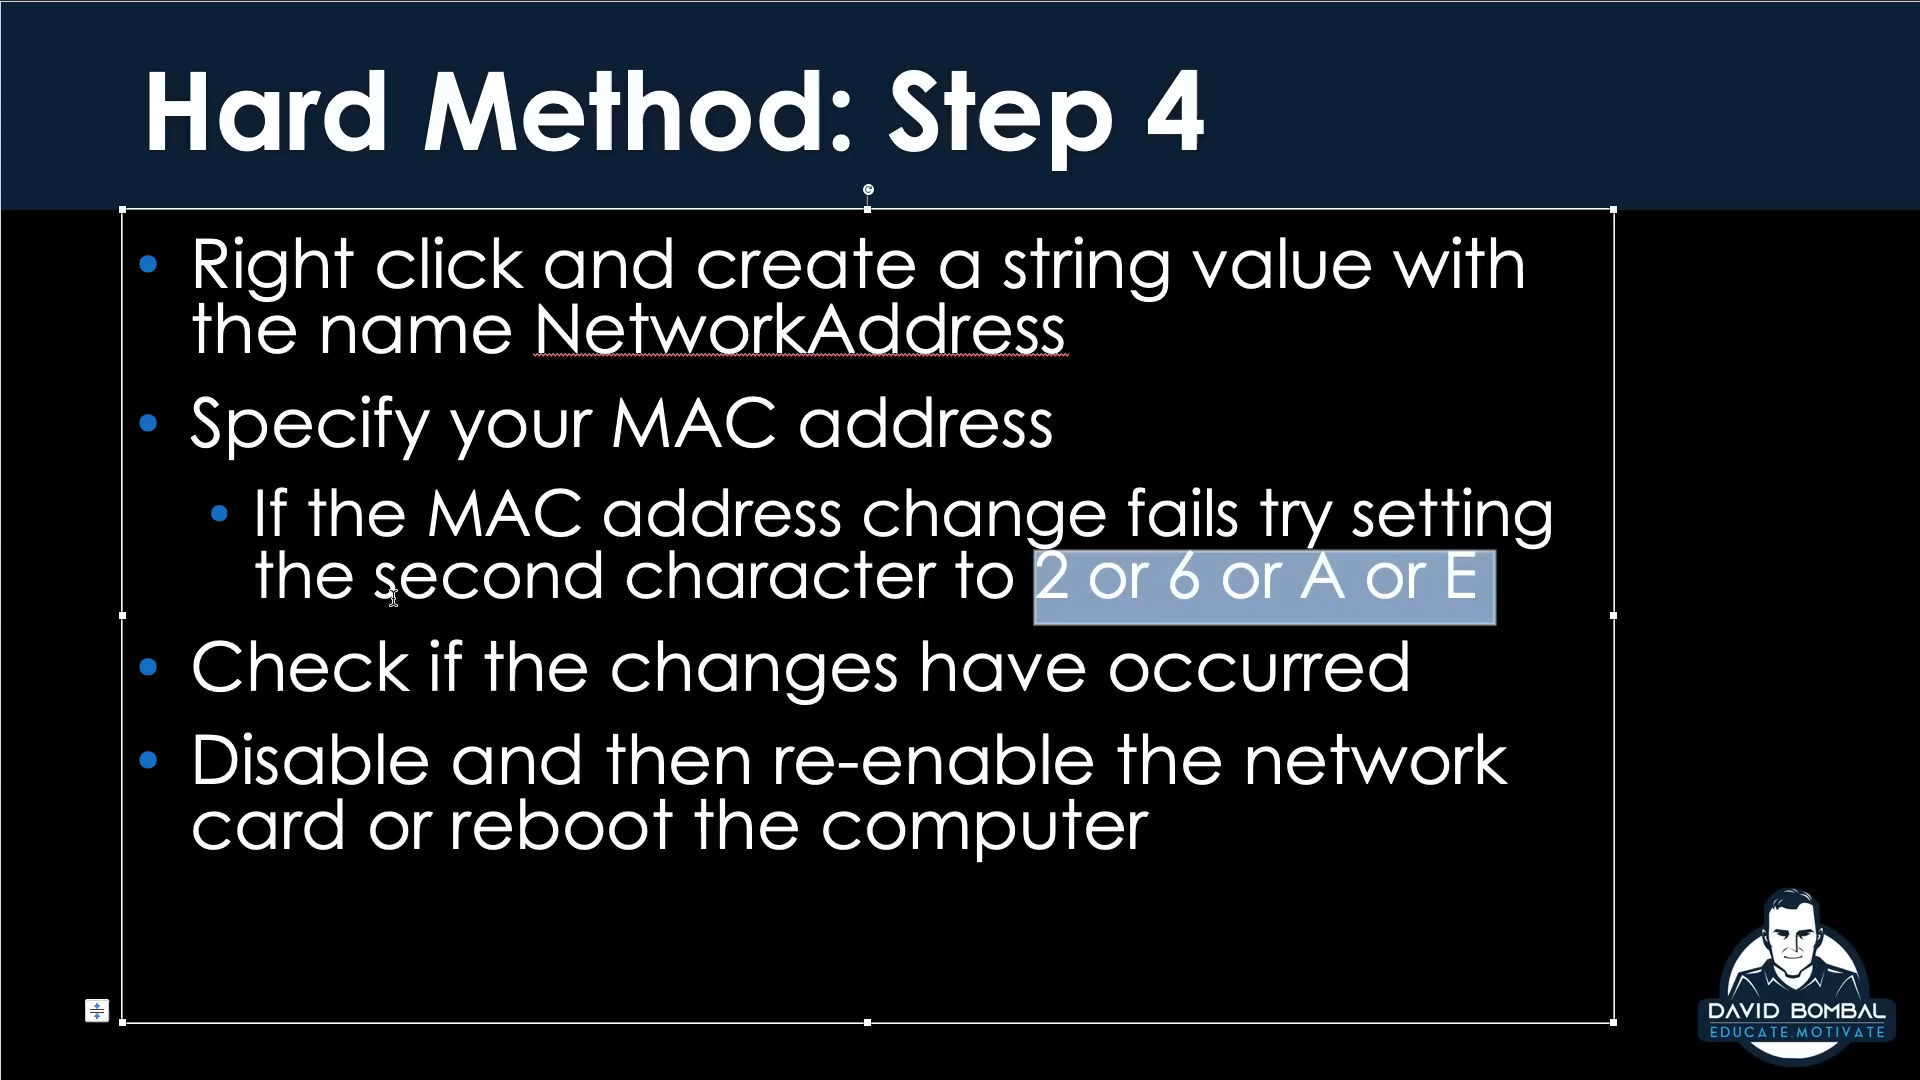 Hard Method: Step 4
• Right click and create a string value with
the name NetworkAddress
• Specify your MAC address
• If the MAC address change fails try setting
the second character to 2 or 6 or A or E
• Check if the changes have occurred
• Disable and then re-enable the network
card or reboot the computer
DAVID BOMBAL
EDUCATE.MOTIVATE